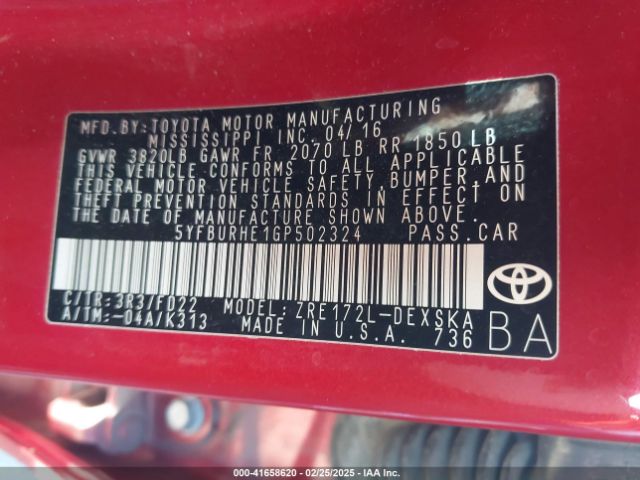 MFD. BY: TOYOTA MOTOR MANUFACTURING
MISSISSIPPI INC. 04/16
GVWR 3820LB GAWR FR. 2070 LB RR 1850 LB
THIS VEHICLE CONFORMS TO ALL APPLICABLE
FEDERAL MOTOR VEHICLE SAFETY, BUMPER, AND
THEFT PREVENTION STANDARDS IN EFFECT ON
THE DATE OF MANUFACTURE SHOWN ABOVE.
5YFBURHE1GP502324 PASS.CAR
C/TR: 3R3/FD22 MODEL: ZRE172L-DEXSKA
A/TM: -04A/K313 MADE IN U.S.A. 736
TOYOTA
BA
000-41658620 - 02/25/2025 - IAA Inc.